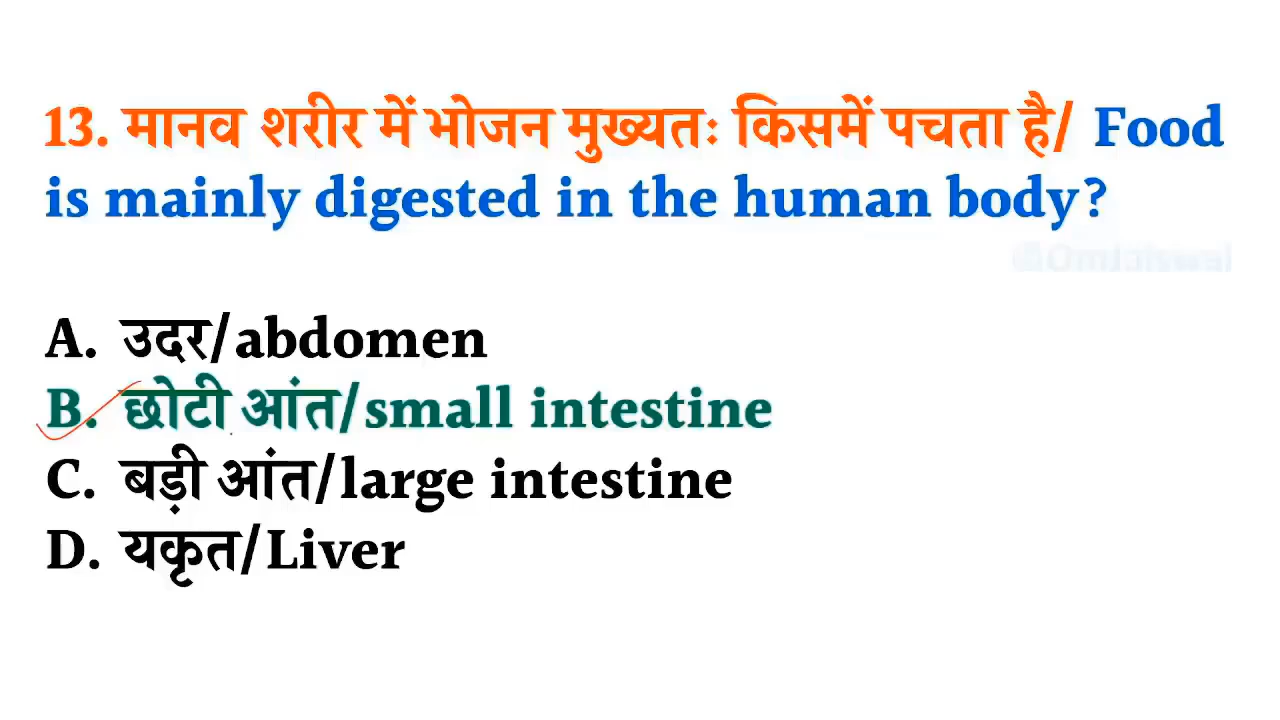 13. मानव शरीर में भोजन मुख्यतः किसमें पचता है/ Food
is mainly digested in the human body?
@OmJaiswal
A. उदर/abdomen
B. छोटी आंत/small intestine
C. बड़ी आंत/large intestine
D. यकृत/Liver